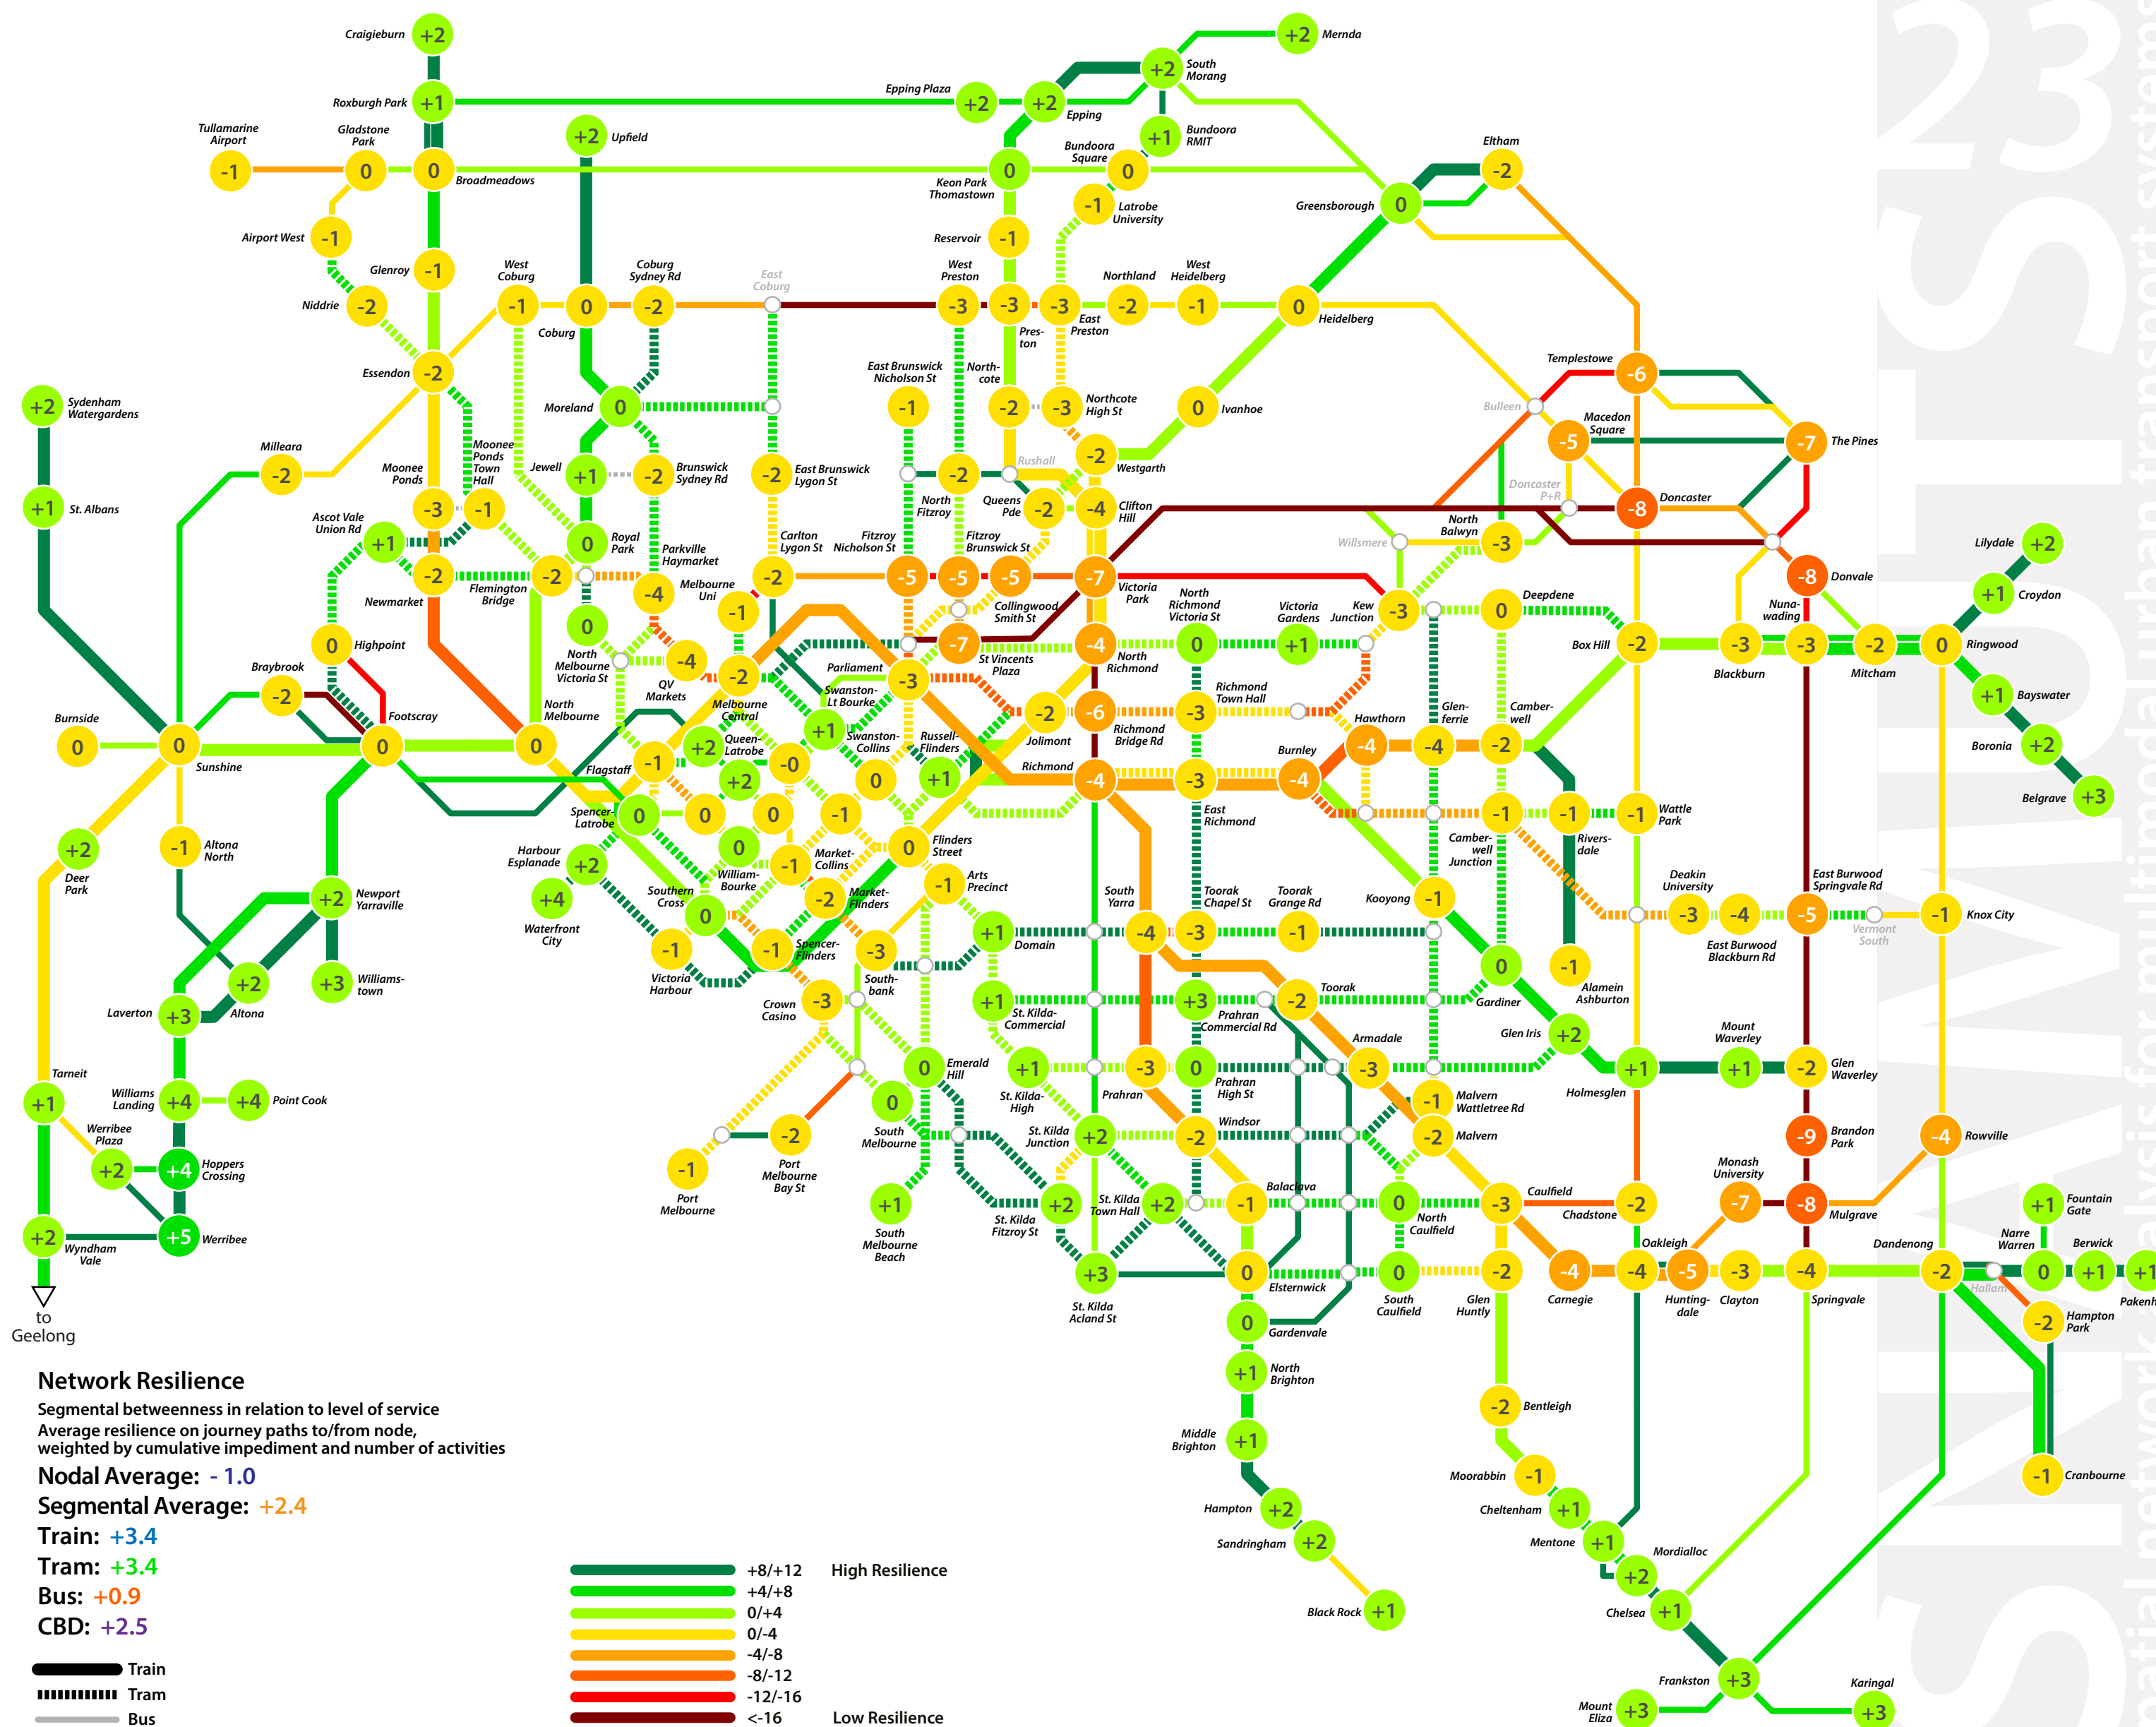 Craigieburn
+2
Mernda
+2
South
Morang
+2
Roxburgh Park
+1
Epping Plaza
+2
Epping
+2
Bundoora
RMIT
+1
Tullamarine
Airport
-1
Gladstone
Park
0
Broadmeadows
0
Upfield
+2
Keon Park
Thomastown
0
Bundoora
Square
0
Latrobe
University
-1
Greensborough
0
Eltham
-2
Airport West
-1
Reservoir
-1
Niddrie
-2
Glenroy
-1
West
Coburg
-1
Coburg
0
Coburg
Sydney Rd
-2
East
Coburg
West
Preston
-3
Pres-
ton
-3
East
Preston
-3
Northland
-2
West
Heidelberg
-1
Heidelberg
0
Essendon
-2
Templestowe
-6
Sydenham
Watergardens
+2
Moreland
0
East Brunswick
Nicholson St
-1
North-
cote
-2
Northcote
High St
-3
Ivanhoe
0
Bulleen
Macedon
Square
-5
The Pines
-7
Milleara
-2
Moonee
Ponds
-3
Moonee
Ponds
Town
Hall
-1
Jewell
+1
Brunswick
Sydney Rd
-2
East Brunswick
Lygon St
-2
North
Fitzroy
-2
Rushall
Westgarth
-2
Queens
Pde
-2
Clifton
Hill
-4
Doncaster
P+R
Doncaster
-8
St. Albans
+1
Ascot Vale
Union Rd
+1
Royal
Park
0
Parkville
Haymarket
-4
Carlton
Lygon St
-2
Fitzroy
Nicholson St
-5
Fitzroy
Brunswick St
-5
Collingwood
Smith St
-5
Victoria
Park
-7
Willsmere
North
Balwyn
-3
Donvale
-8
Lilydale
+2
Newmarket
-2
Flemington
Bridge
-2
Melbourne
Uni
-1
Kew
Junction
-3
Deepdene
0
Croydon
+1
Highpoint
0
North
Melbourne
Victoria St
0
QV
Markets
-4
St Vincents
Plaza
-7
North
Richmond
-4
North
Richmond
Victoria St
0
Victoria
Gardens
+1
Box Hill
-2
Blackburn
-3
Nuna-
wading
-3
Mitcham
-2
Ringwood
0
Braybrook
-2
Melbourne
Central
-2
Parliament
-3
Bayswater
+1
Burnside
0
Sunshine
0
Footscray
0
North
Melbourne
0
Flagstaff
-1
Queen-
Latrobe
+2
+2
Swanston-
Lt Bourke
+1
-0
Swanston-
Collins
0
Russell-
Flinders
+1
Jolimont
-2
Richmond
Bridge Rd
-6
Richmond
Town Hall
-3
Richmond
-4
East
Richmond
-3
Burnley
-4
Hawthorn
-4
Glen-
ferrie
-4
Camber-
well
-2
Boronia
+2
Belgrave
+3
Spencer-
Latrobe
0
0
0
-1
Flinders
Street
0
Camber-
well
Junction
-1
Rivers-
dale
-1
Wattle
Park
-1
Deer
Park
+2
Altona
North
-1
Harbour
Esplanade
+2
Waterfront
City
+4
William-
Bourke
0
Market-
Collins
-1
Market-
Flinders
-2
Arts
Precinct
-1
Newport
Yarraville
+2
Southern
Cross
0
Victoria
Harbour
-1
Spencer-
Flinders
-1
South-
bank
-3
Domain
+1
South
Yarra
-4
Toorak
Chapel St
-3
Toorak
Grange Rd
-1
Kooyong
-1
Deakin
University
-3
East Burwood
Blackburn Rd
-4
East Burwood
Springvale Rd
-5
Vermont
South
Knox City
-1
Williams-
town
+3
Altona
+2
Laverton
+3
Crown
Casino
-3
St. Kilda-
Commercial
+1
Prahran
Commercial Rd
+3
Toorak
-2
Gardiner
0
Alamein
Ashburton
-1
Glen Iris
+2
Tarneit
+1
Williams
Landing
+4
Point Cook
+4
Emerald
Hill
0
St. Kilda-
High
+1
Prahran
-3
Prahran
High St
0
Armadale
-3
Malvern
Wattletree Rd
-1
Holmesglen
+1
Mount
Waverley
+1
Glen
Waverley
-2
Werribee
Plaza
+2
Hoppers
Crossing
+4
Port
Melbourne
-1
Port
Melbourne
Bay St
-2
South
Melbourne
0
St. Kilda
Junction
+2
Windsor
-2
Malvern
-2
Brandon
Park
-9
Rowville
-4
Wyndham
Vale
+2
Werribee
+5
South
Melbourne
Beach
+1
St. Kilda
Fitzroy St
+2
St. Kilda
Town Hall
+2
Balaclava
-1
North
Caulfield
0
Caulfield
-3
Chadstone
-2
Monash
University
-7
Mulgrave
-8
Fountain
Gate
+1
St. Kilda
Acland St
+3
Elsternwick
0
South
Caulfield
0
Glen
Huntly
-2
Carnegie
-4
Oakleigh
-4
Hunting-
dale
-5
Clayton
-3
Springvale
-4
Dandenong
-2
Hallam
Narre
Warren
0
Berwick
+1
to
Geelong
Gardenvale
0
Hampton
Park
-2
North
Brighton
+1
Bentleigh
-2
Middle
Brighton
+1
Moorabbin
-1
Cranbourne
-1
Hampton
+2
Cheltenham
+1
Sandringham
+2
Mentone
+1
Mordialloc
+2
Black Rock
+1
Chelsea
+1
Frankston
+3
Mount
Eliza
+3
Karingal
+3
Network Resilience
Segmental betweenness in relation to level of service
Average resilience on journey paths to/from node,
weighted by cumulative impediment and number of activities
Nodal Average: - 1.0
Segmental Average: +2.4
Train: +3.4
Tram: +3.4
Bus: +0.9
CBD: +2.5
Train
Tram
Bus
+8/+12 High Resilience
+4/+8
0/+4
0/-4
-4/-8
-8/-12
-12/-16
<-16 Low Resilience
23